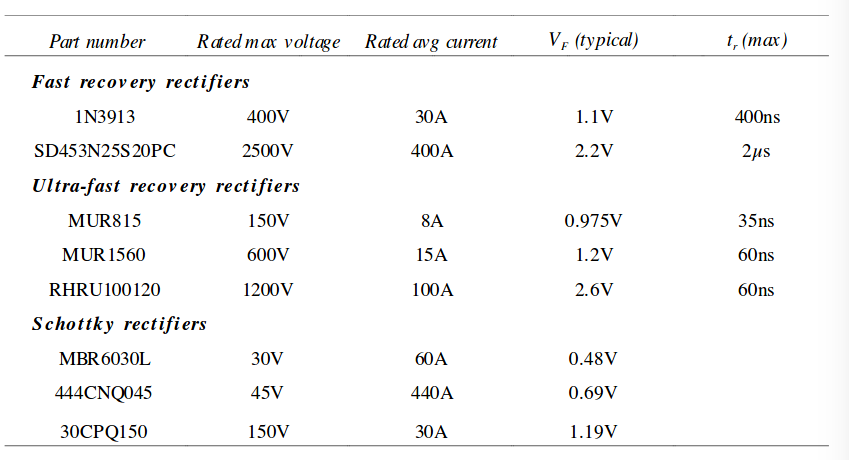 Part number Rated max voltage Rated avg current V_F (typical) t_r (max)
Fast recovery rectifiers
1N3913 400V 30A 1.1V 400ns
SD453N25S20PC 2500V 400A 2.2V 2μs
Ultra-fast recovery rectifiers
MUR815 150V 8A 0.975V 35ns
MUR1560 600V 15A 1.2V 60ns
RHRU100120 1200V 100A 2.6V 60ns
Schottky rectifiers
MBR6030L 30V 60A 0.48V
444CNQ045 45V 440A 0.69V
30CPQ150 150V 30A 1.19V